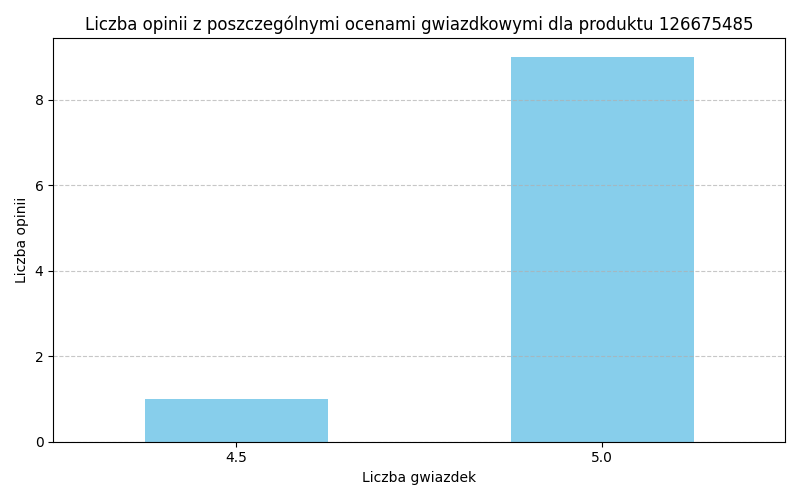 Liczba opinii z poszczególnymi ocenami gwiazdkowymi dla produktu 126675485
Liczba opinii
8
6
4
2
0
4.5 5.0
Liczba gwiazdek